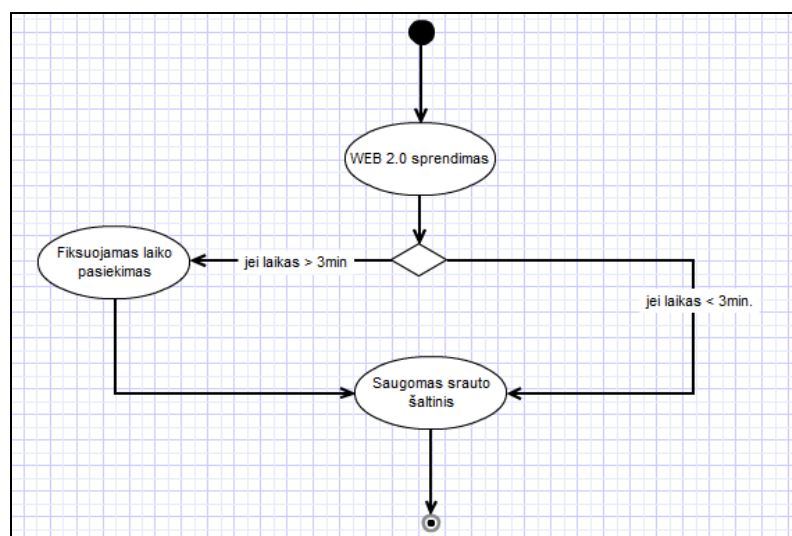 WEB 2.0 sprendimas
Fiksuojamas laiko
pasiekimas
jei laikas > 3min
jei laikas < 3min.
Saugomas srauto
šaltinis